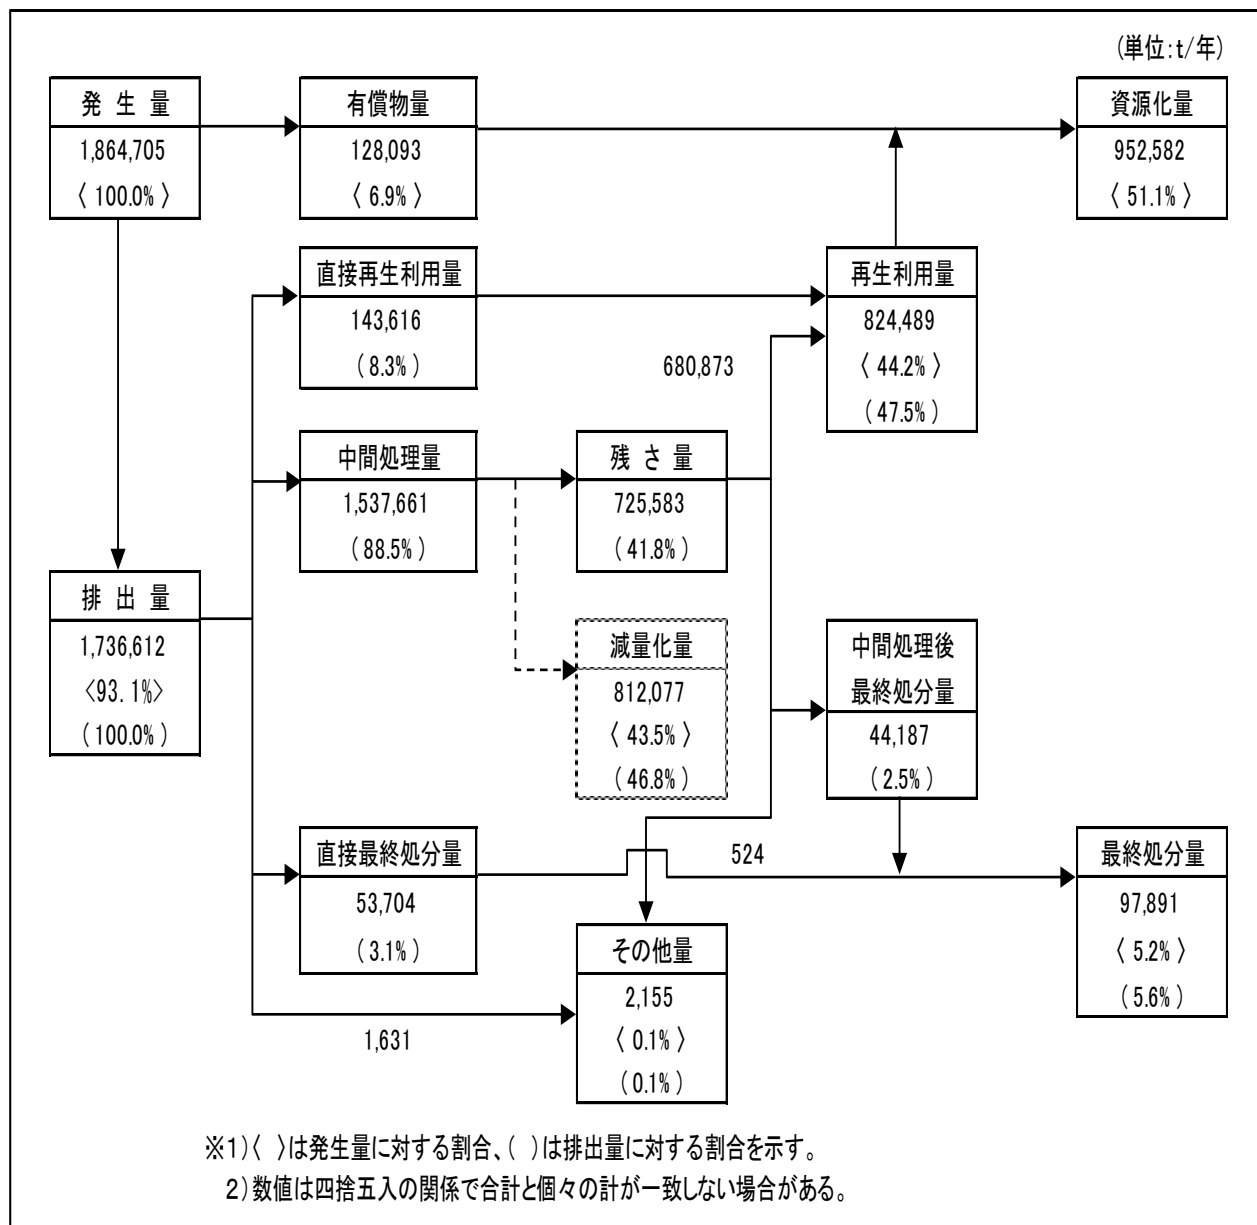 (単位:t/年)
発 生 量
1,864,705
〈 100.0% 〉
有償物量
128,093
〈 6.9% 〉
資源化量
952,582
〈 51.1% 〉
直接再生利用量
143,616
( 8.3% )
再生利用量
824,489
〈 44.2% 〉
( 47.5% )
680,873
中間処理量
1,537,661
( 88.5% )
残 さ 量
725,583
( 41.8% )
排 出 量
1,736,612
〈93.1%〉
( 100.0% )
減量化量
812,077
〈 43.5% 〉
( 46.8% )
中間処理後
最終処分量
44,187
( 2.5% )
直接最終処分量
53,704
( 3.1% )
524
最終処分量
97,891
〈 5.2% 〉
( 5.6% )
その他量
2,155
〈 0.1% 〉
( 0.1% )
1,631
※1)〈 〉は発生量に対する割合、( )は排出量に対する割合を示す。
2)数値は四捨五入の関係で合計と個々の計が一致しない場合がある。